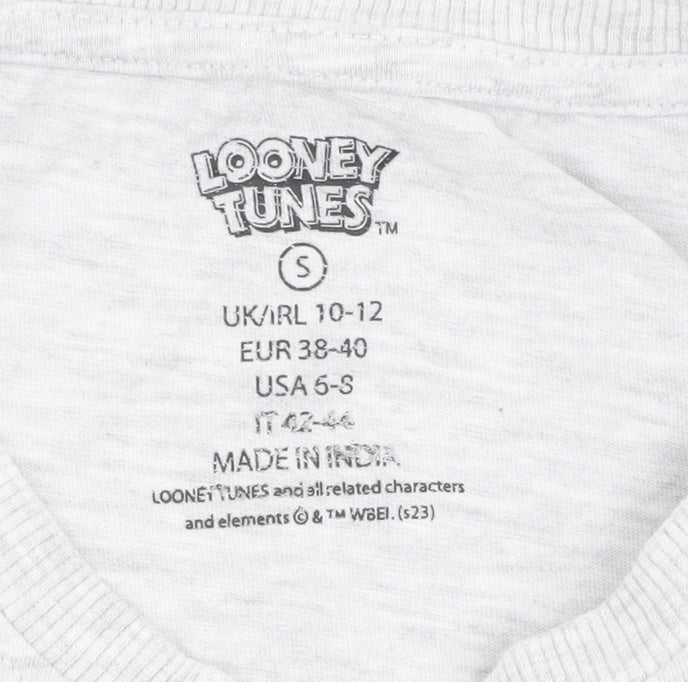 LOONEY
TUNES™
S
UK/IRL 10-12
EUR 38-40
USA 6-8
IT 42-44
MADE IN INDIA
LOONEY TUNES and all related characters
and elements © & ™ WBEI. (s23)